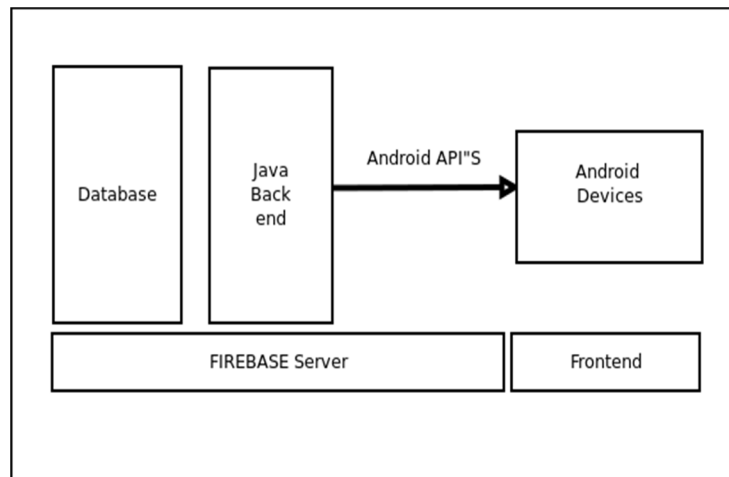 Database
Java
Back
end
Android API"S
Android
Devices
FIREBASE Server
Frontend